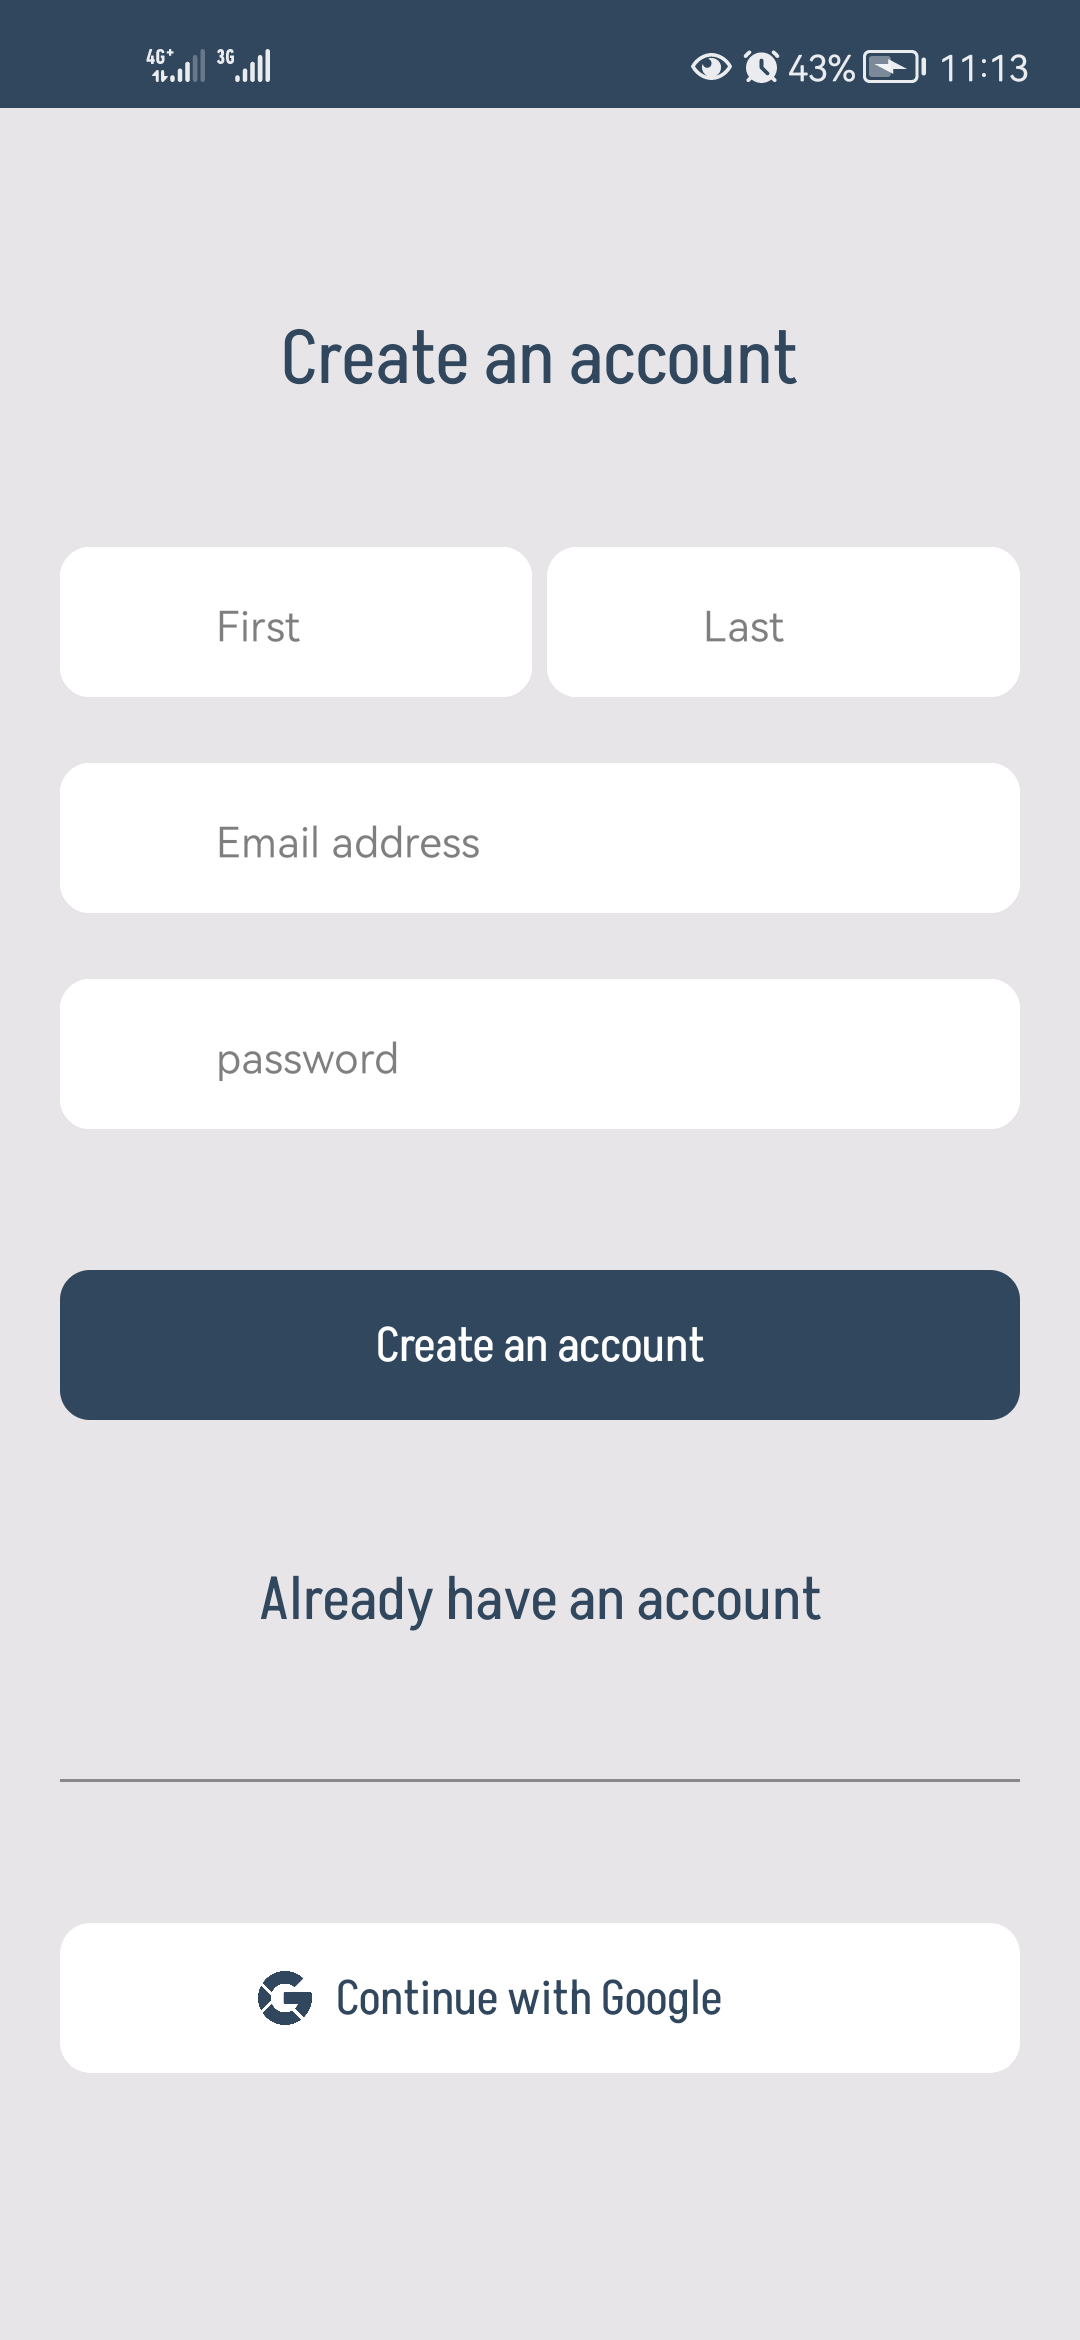 4G+ 3G 43% 11:13
Create an account
First Last
Email address
password
Create an account
Already have an account
Continue with Google